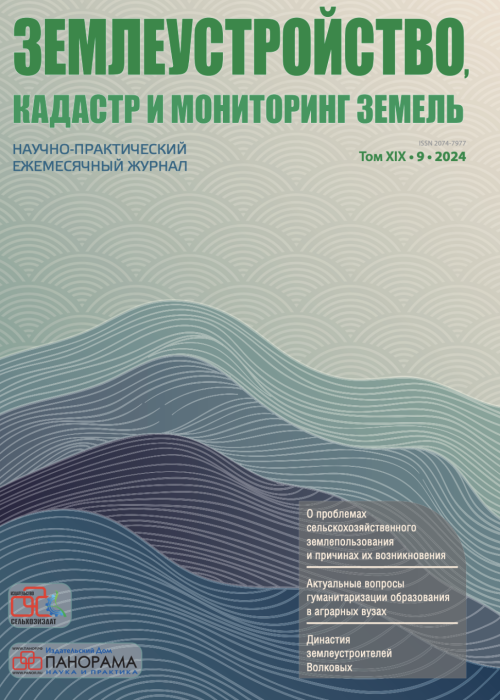 ЗЕМЛЕУСТРОЙСТВО,
КАДАСТР И МОНИТОРИНГ ЗЕМЕЛЬ
НАУЧНО-ПРАКТИЧЕСКИЙ
ЕЖЕМЕСЯЧНЫЙ ЖУРНАЛ
ISSN 2074-7977
Том XIX • 9 • 2024
О проблемах
сельскохозяйственного
землепользования
и причинах их возникновения
Актуальные вопросы
гуманитаризации образования
в аграрных вузах
Династия
землеустроителей
Волковых
СЕЛЬХОЗИЗДАТ
Издательский Дом
ПАНОРАМА
НАУКА И ПРАКТИКА